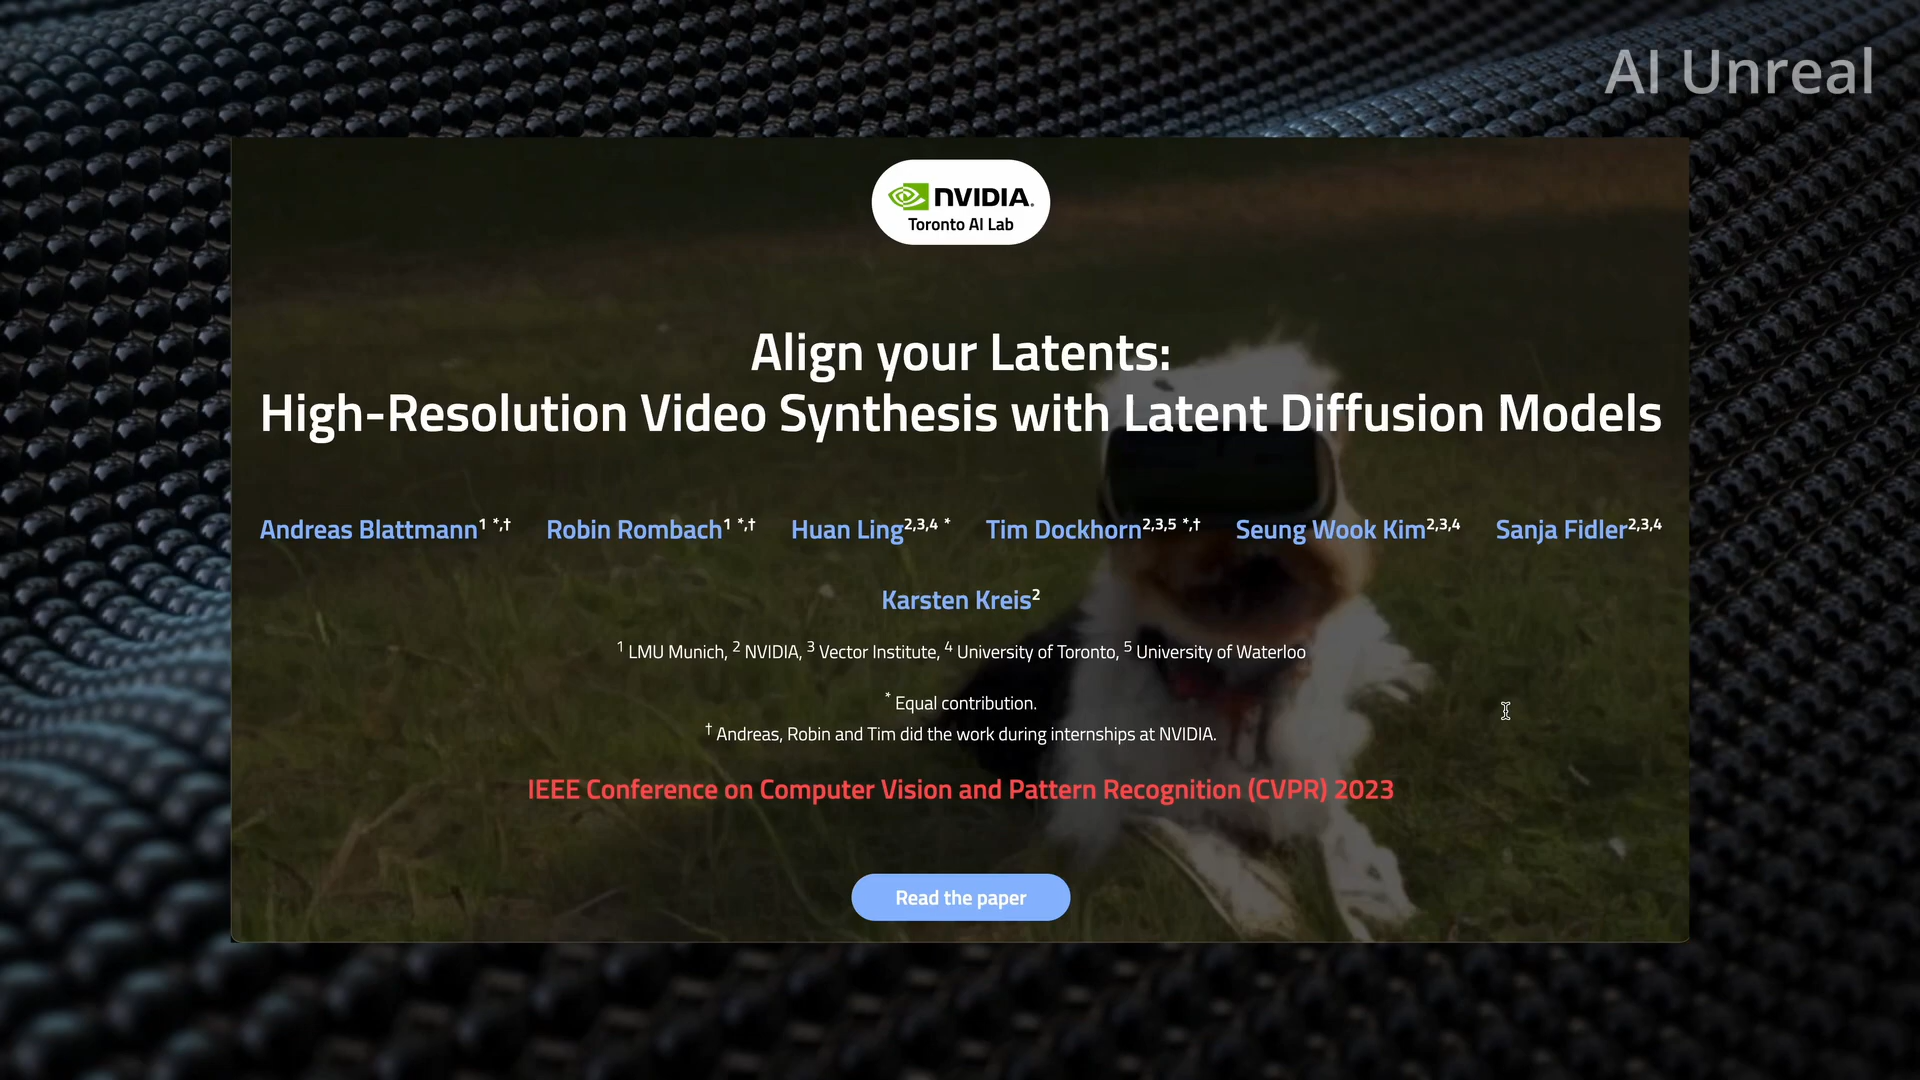 AI Unreal
NVIDIA.
Toronto AI Lab
Align your Latents:
High-Resolution Video Synthesis with Latent Diffusion Models
Andreas Blattmann1 *,† Robin Rombach1 *,† Huan Ling2,3,4 * Tim Dockhorn2,3,5 *,† Seung Wook Kim2,3,4 Sanja Fidler2,3,4
Karsten Kreis2
1 LMU Munich, 2 NVIDIA, 3 Vector Institute, 4 University of Toronto, 5 University of Waterloo
* Equal contribution.
† Andreas, Robin and Tim did the work during internships at NVIDIA.
IEEE Conference on Computer Vision and Pattern Recognition (CVPR) 2023
Read the paper